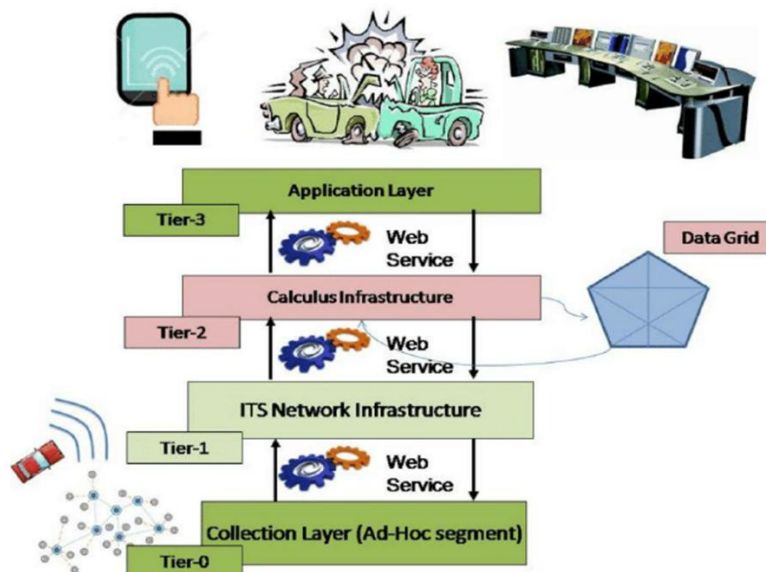 Application Layer
Tier-3
Web
Service
Data Grid
Calculus Infrastructure
Tier-2
Web
Service
ITS Network Infrastructure
Tier-1
Web
Service
Collection Layer (Ad-Hoc segment)
Tier-0